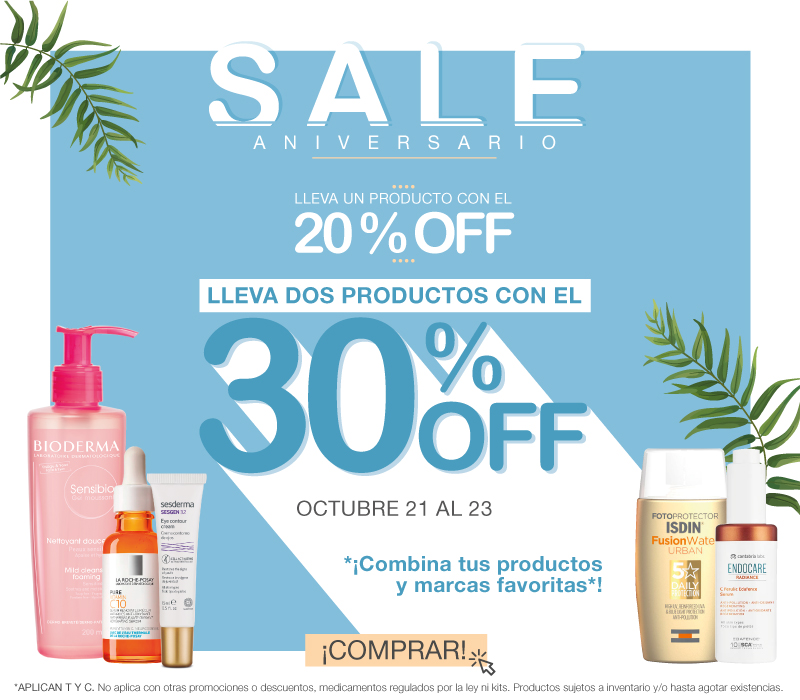 SALE
ANIVERSARIO
LLEVA UN PRODUCTO CON EL
20% OFF
LLEVA DOS PRODUCTOS CON EL
30% OFF
OCTUBRE 21 AL 23
*¡Combina tus productos
y marcas favoritas*!
¡COMPRAR!
BIODERMA
Sensibio
Nettoyant
Mild
foaming
LA ROCHE-POSAY
PURE
C10
sesderma
SESGEN 32
Eye contour
cream
FOTOPROTECTOR
ISDIN
FusionWate
URBAN
5
DAILY
ENDOCARE
RADIANCE
*APLICAN T Y C. No aplica con otras promociones o descuentos, medicamentos regulados por la ley ni kits. Productos sujetos a inventario y/o hasta agotar existencias.